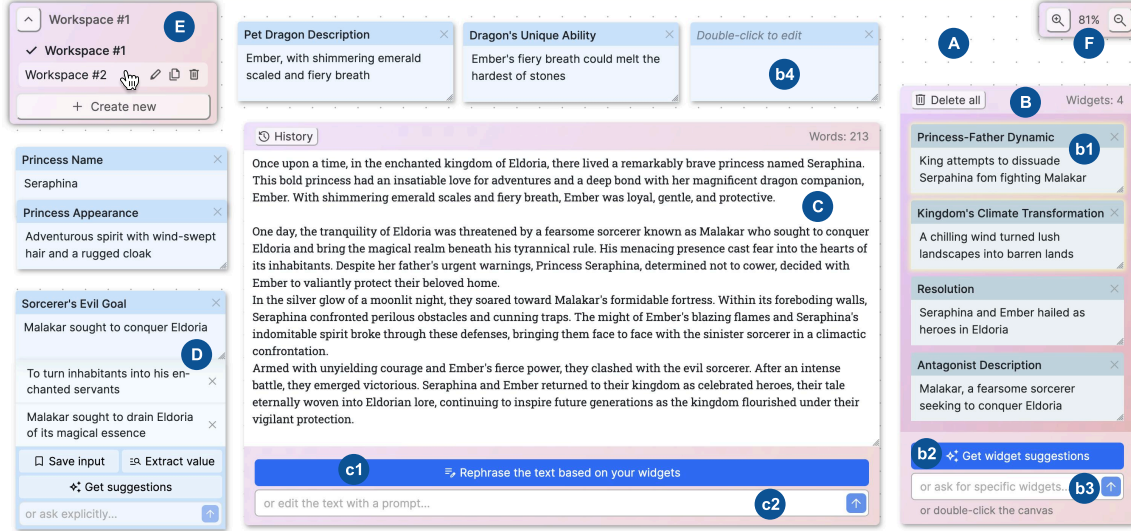 Workspace #1
E
Workspace #1
Workspace #2
+ Create new
Pet Dragon Description
Ember, with shimmering emerald
scaled and fiery breath
Dragon's Unique Ability
Ember's fiery breath could melt the
hardest of stones
Double-click to edit
b4
A
81%
F
Princess Name
Seraphina
Princess Appearance
Adventurous spirit with wind-swept
hair and a rugged cloak
Sorcerer's Evil Goal
Malakar sought to conquer Eldoria
D
To turn inhabitants into his en-
chanted servants
Malakar sought to drain Eldoria
of its magical essence
Save input
Extract value
Get suggestions
or ask explicitly...
History
Words: 213
Once upon a time, in the enchanted kingdom of Eldoria, there lived a remarkably brave princess named Seraphina.
This bold princess had an insatiable love for adventures and a deep bond with her magnificent dragon companion,
Ember. With shimmering emerald scales and fiery breath, Ember was loyal, gentle, and protective.
C
One day, the tranquility of Eldoria was threatened by a fearsome sorcerer known as Malakar who sought to conquer
Eldoria and bring the magical realm beneath his tyrannical rule. His menacing presence cast fear into the hearts of
its inhabitants. Despite her father's urgent warnings, Princess Seraphina, determined not to cower, decided with
Ember to valiantly protect their beloved home.
In the silver glow of a moonlit night, they soared toward Malakar's formidable fortress. Within its foreboding walls,
Seraphina confronted perilous obstacles and cunning traps. The might of Ember's blazing flames and Seraphina's
indomitable spirit broke through these defenses, bringing them face to face with the sinister sorcerer in a climactic
confrontation.
Armed with unyielding courage and Ember's fierce power, they clashed with the evil sorcerer. After an intense
battle, they emerged victorious. Seraphina and Ember returned to their kingdom as celebrated heroes, their tale
eternally woven into Eldorian lore, continuing to inspire future generations as the kingdom flourished under their
vigilant protection.
c1
Rephrase the text based on your widgets
or edit the text with a prompt...
c2
Delete all
B
Widgets: 4
Princess-Father Dynamic
b1
King attempts to dissuade
Serpahina fom fighting Malakar
Kingdom's Climate Transformation
A chilling wind turned lush
landscapes into barren lands
Resolution
Seraphina and Ember hailed as
heroes in Eldoria
Antagonist Description
Malakar, a fearsome sorcerer
seeking to conquer Eldoria
b2
Get widget suggestions
or ask for specific widgets...
b3
or double-click the canvas